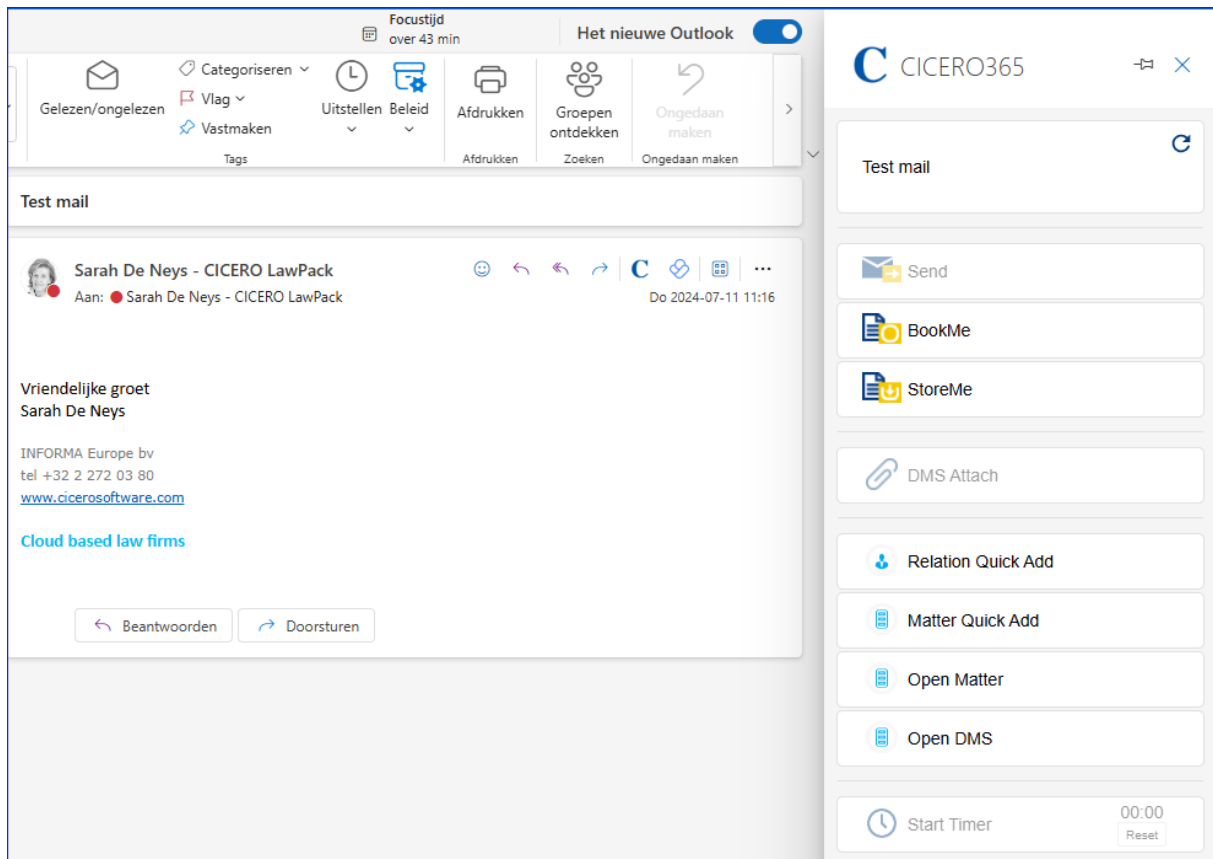 Focustijd
over 43 min
Het nieuwe Outlook
Gelezen/ongelezen
Categoriseren
Vlag
Vastmaken
Uitstellen
Beleid
Afdrukken
Groepen
ontdekken
Ongedaan
maken
Tags
Afdrukken
Zoeken
Ongedaan maken
Test mail
Sarah De Neys - CICERO LawPack
C
Aan: Sarah De Neys - CICERO LawPack
Do 2024-07-11 11:16
Vriendelijke groet
Sarah De Neys
INFORMA Europe bv
tel +32 2 272 03 80
www.cicerosoftware.com
Cloud based law firms
Beantwoorden
Doorsturen
C CICERO365
Test mail
Send
BookMe
StoreMe
DMS Attach
Relation Quick Add
Matter Quick Add
Open Matter
Open DMS
Start Timer
00:00
Reset